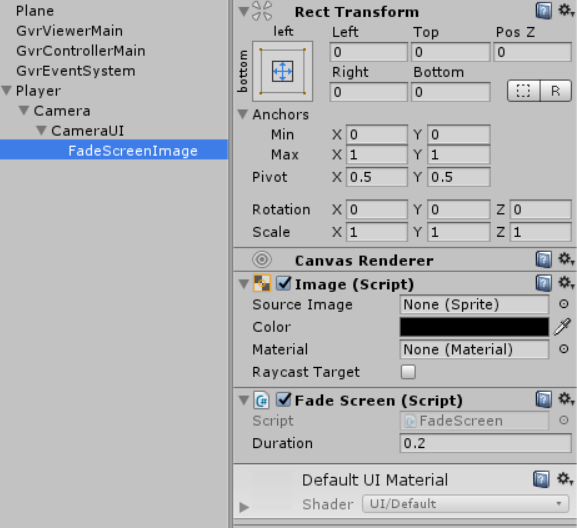 Plane
GvrViewerMain
GvrControllerMain
GvrEventSystem
Player
Camera
CameraUI
FadeScreenImage
Rect Transform
left Left Top Pos Z
bottom 0 0 0
Right Bottom
0 0 R
Anchors
Min X 0 Y 0
Max X 1 Y 1
Pivot X 0.5 Y 0.5
Rotation X 0 Y 0 Z 0
Scale X 1 Y 1 Z 1
Canvas Renderer
Image (Script)
Source Image None (Sprite)
Color
Material None (Material)
Raycast Target
C# Fade Screen (Script)
Script FadeScreen
Duration 0.2
Default UI Material
Shader UI/Default